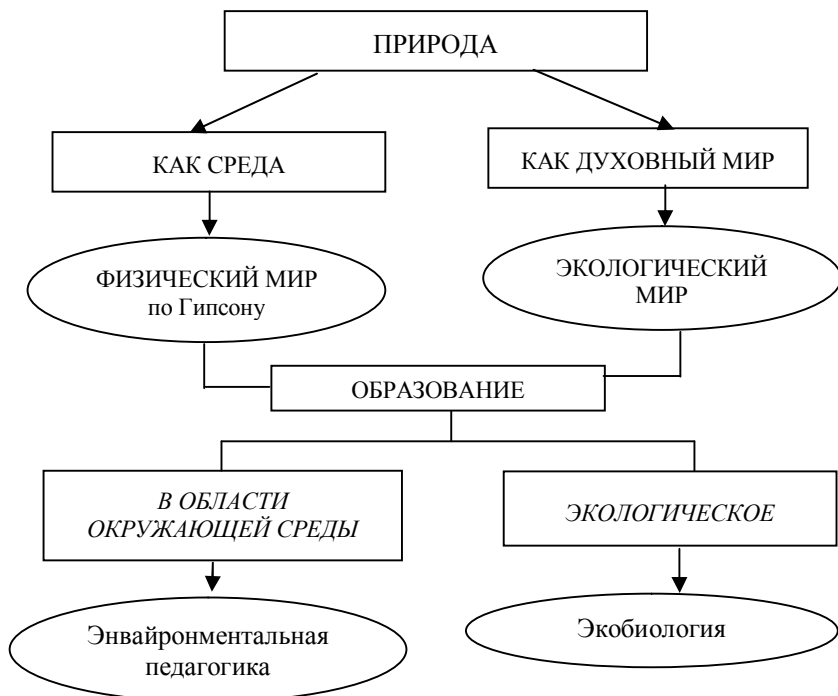 ПРИРОДА
КАК СРЕДА
КАК ДУХОВНЫЙ МИР
ФИЗИЧЕСКИЙ МИР
по Гипсону
ЭКОЛОГИЧЕСКИЙ
МИР
ОБРАЗОВАНИЕ
В ОБЛАСТИ
ОКРУЖАЮЩЕЙ СРЕДЫ
ЭКОЛОГИЧЕСКОЕ
Энвайронментальная
педагогика
Экобиология